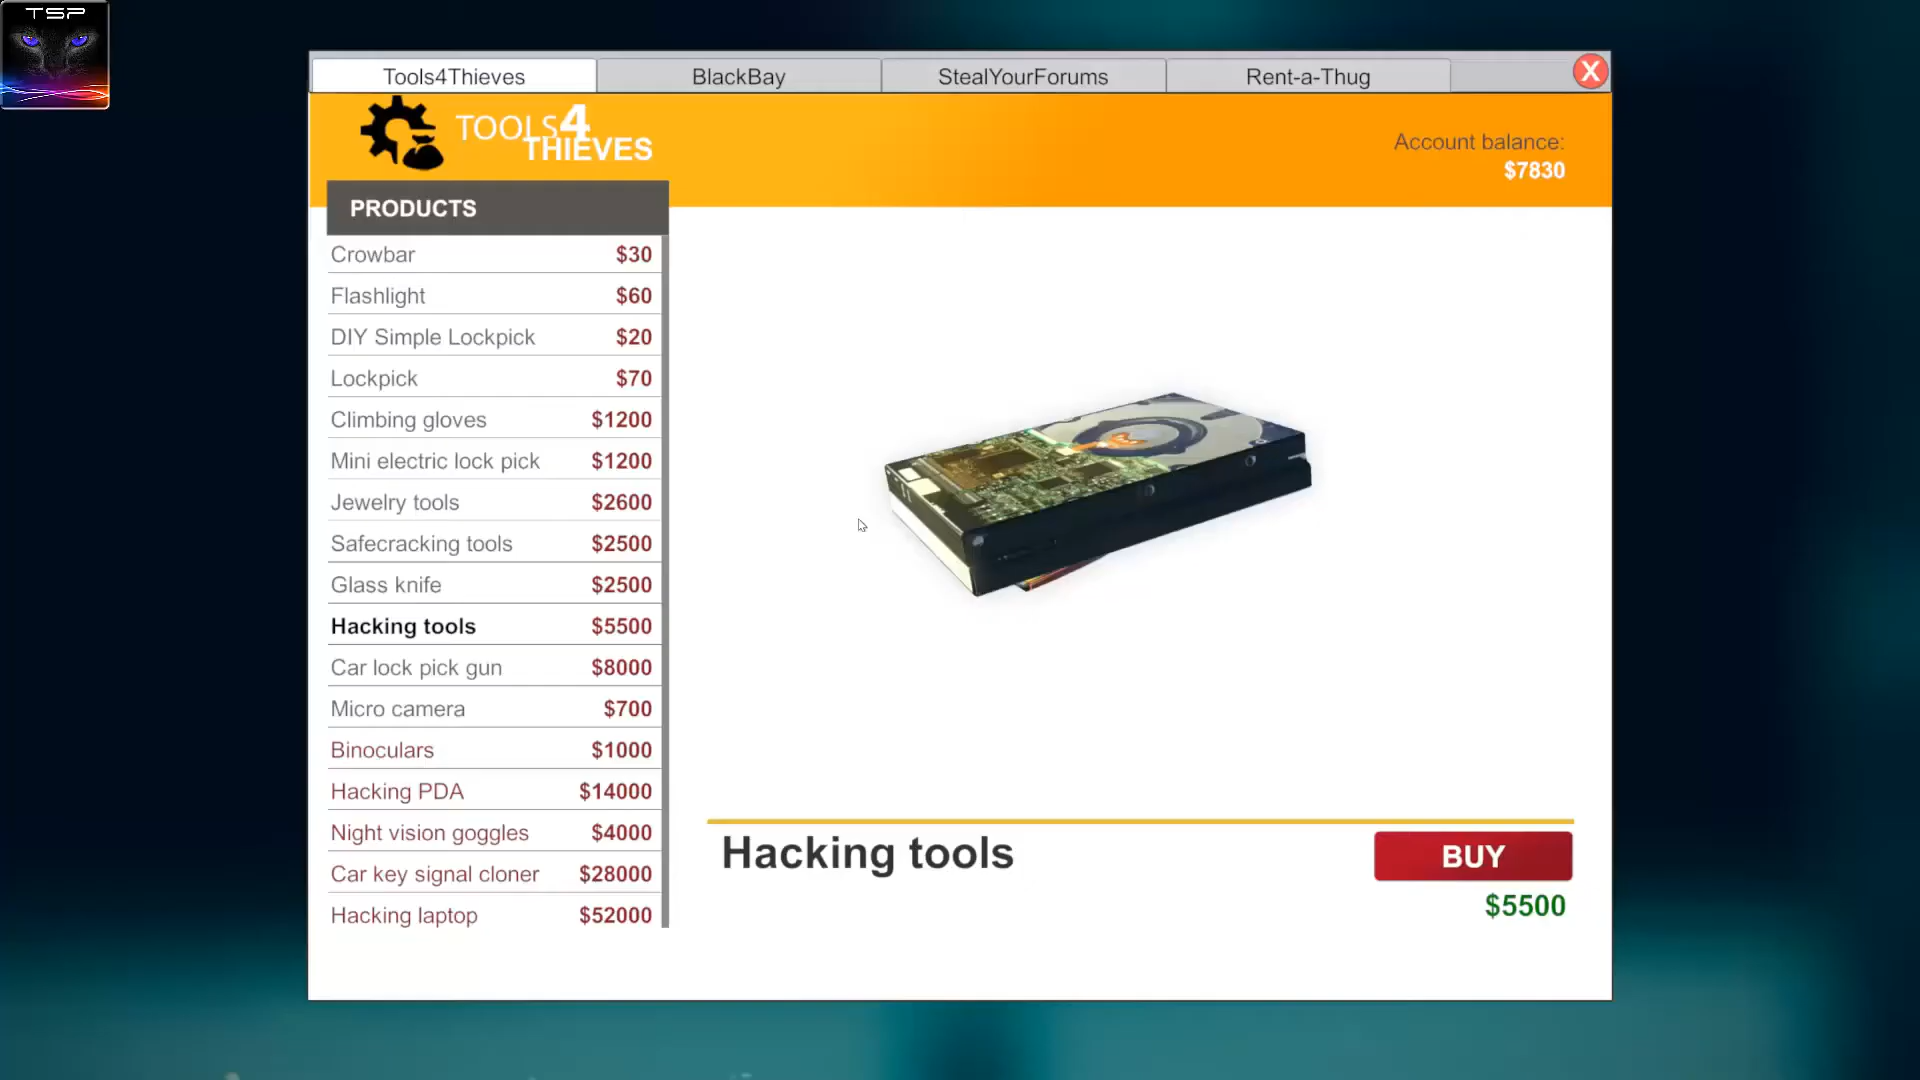 TSP
Tools4Thieves
BlackBay
StealYourForums
Rent-a-Thug
X
TOOLS4
THIEVES
Account balance:
$7830
PRODUCTS
Crowbar $30
Flashlight $60
DIY Simple Lockpick $20
Lockpick $70
Climbing gloves $1200
Mini electric lock pick $1200
Jewelry tools $2600
Safecracking tools $2500
Glass knife $2500
Hacking tools $5500
Car lock pick gun $8000
Micro camera $700
Binoculars $1000
Hacking PDA $14000
Night vision goggles $4000
Car key signal cloner $28000
Hacking laptop $52000
Hacking tools
BUY
$5500